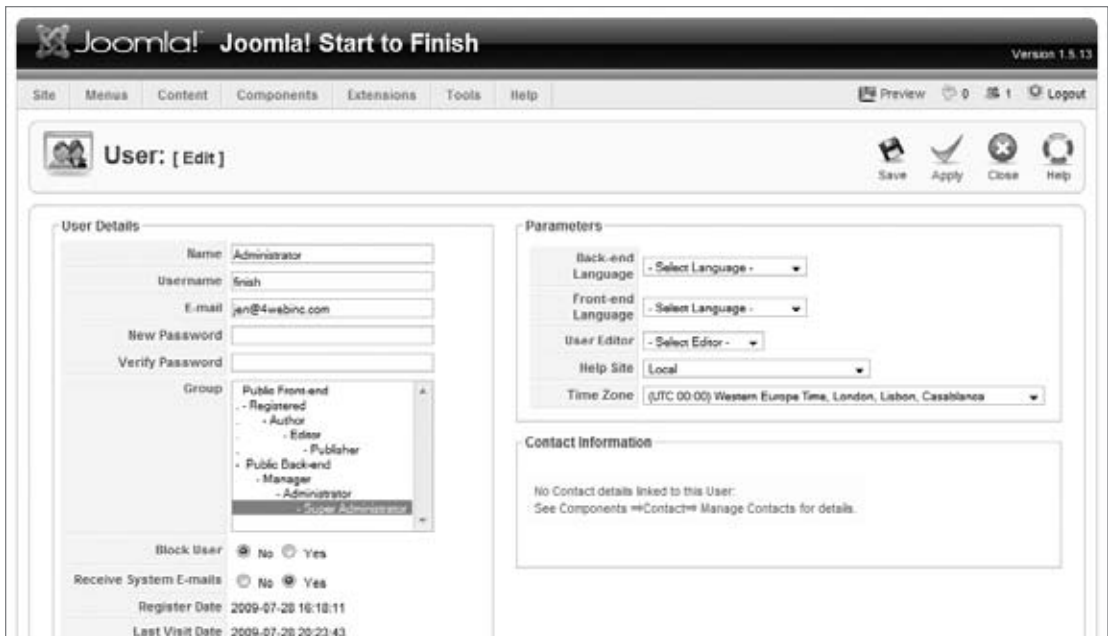 Joomla! Joomla! Start to Finish
Version 1.5.13
Site Menus Content Components Extensions Tools Help Preview 0 1 Logout
User: [ Edit ]
Save Apply Close Help
User Details
Name Administrator
Username finish
E-mail jen@4webinc.com
New Password
Verify Password
Group
Public Front-end
. - Registered
. - Author
. - Editor
. - Publisher
- Public Back-end
- Manager
- Administrator
- Super Administrator
Block User No Yes
Receive System E-mails No Yes
Register Date 2009-07-28 16:18:11
Last Visit Date 2009-07-28 20:23:43
Parameters
Back-end
Language - Select Language -
Front-end
Language - Select Language -
User Editor - Select Editor -
Help Site Local
Time Zone (UTC 00:00) Western Europe Time, London, Lisbon, Casablanca
Contact Information
No Contact details linked to this User:
See Components ⇒Contact⇒ Manage Contacts for details.